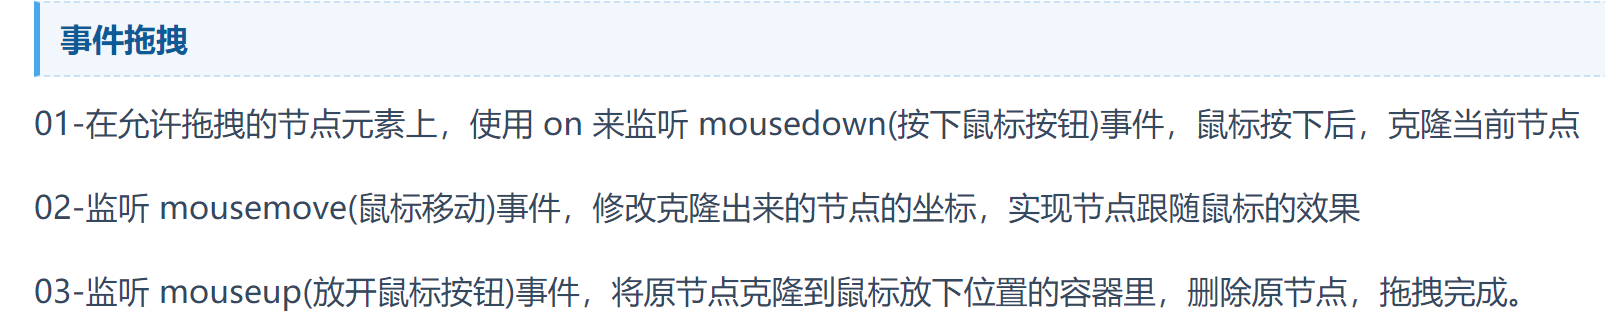 事件拖拽
01-在允许拖拽的节点元素上，使用 on 来监听 mousedown(按下鼠标按钮)事件，鼠标按下后，克隆当前节点
02-监听 mousemove(鼠标移动)事件，修改克隆出来的节点的坐标，实现节点跟随鼠标的效果
03-监听 mouseup(放开鼠标按钮)事件，将原节点克隆到鼠标放下位置的容器里，删除原节点，拖拽完成。